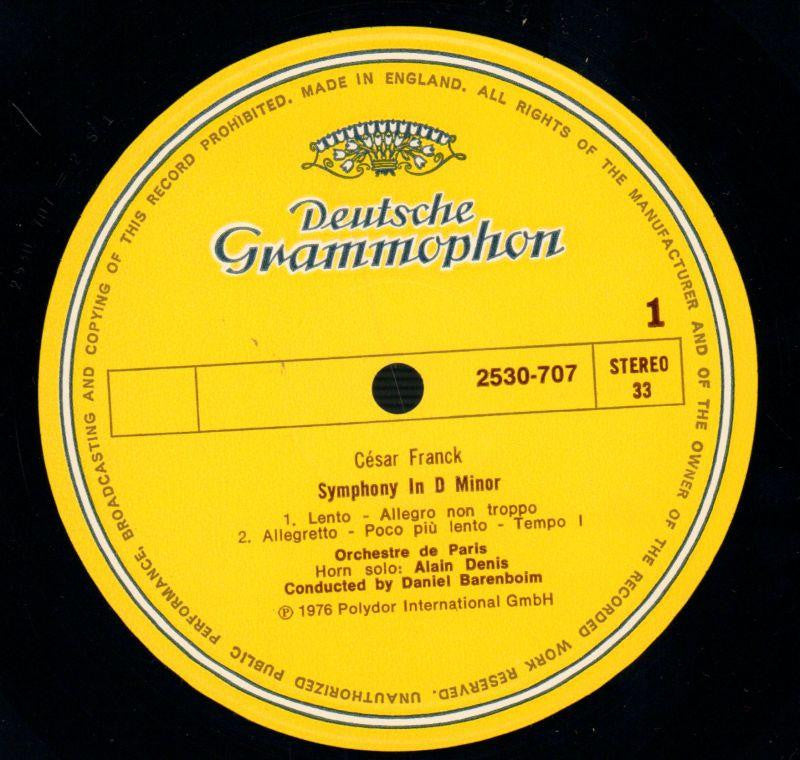 MADE IN ENGLAND. ALL RIGHTS OF THE MANUFACTURER AND OF THE OWNER OF THE RECORDED WORK RESERVED. UNAUTHORIZED PUBLIC PERFORMANCE, BROADCASTING AND COPYING OF THIS RECORD PROHIBITED.
Deutsche
Grammophon
1
2530-707
STEREO
33
César Franck
Symphony In D Minor
1. Lento - Allegro non troppo
2. Allegretto - Poco più lento - Tempo I
Orchestre de Paris
Horn solo: Alain Denis
Conducted by Daniel Barenboim
℗ 1976 Polydor International GmbH